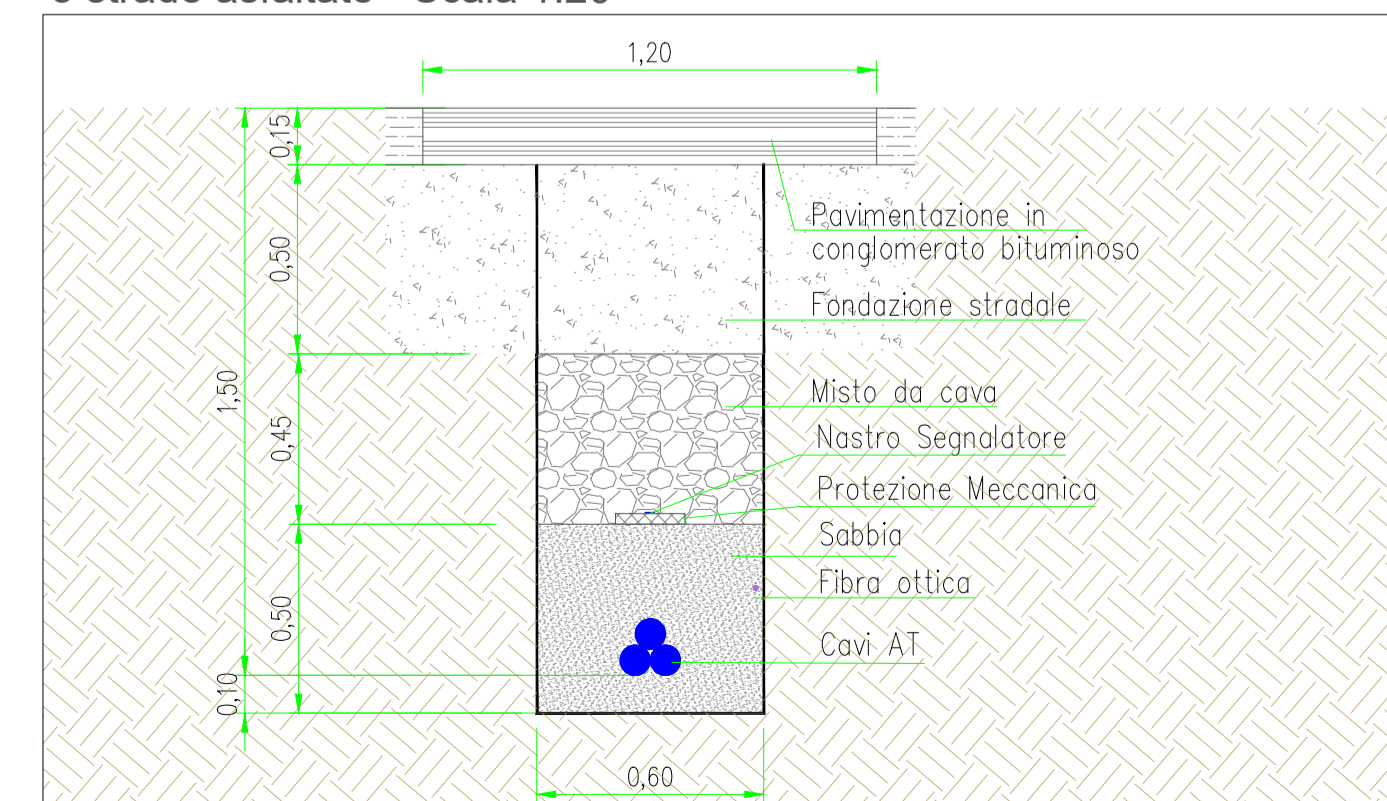 1,20
0,15
Pavimentazione in
conglomerato bituminoso
0,50
Fondazione stradale
1,50
Misto da cava
0,45
Nastro Segnalatore
Protezione Meccanica
Sabbia
Fibra ottica
0,50
Cavi AT
0,10
0,60